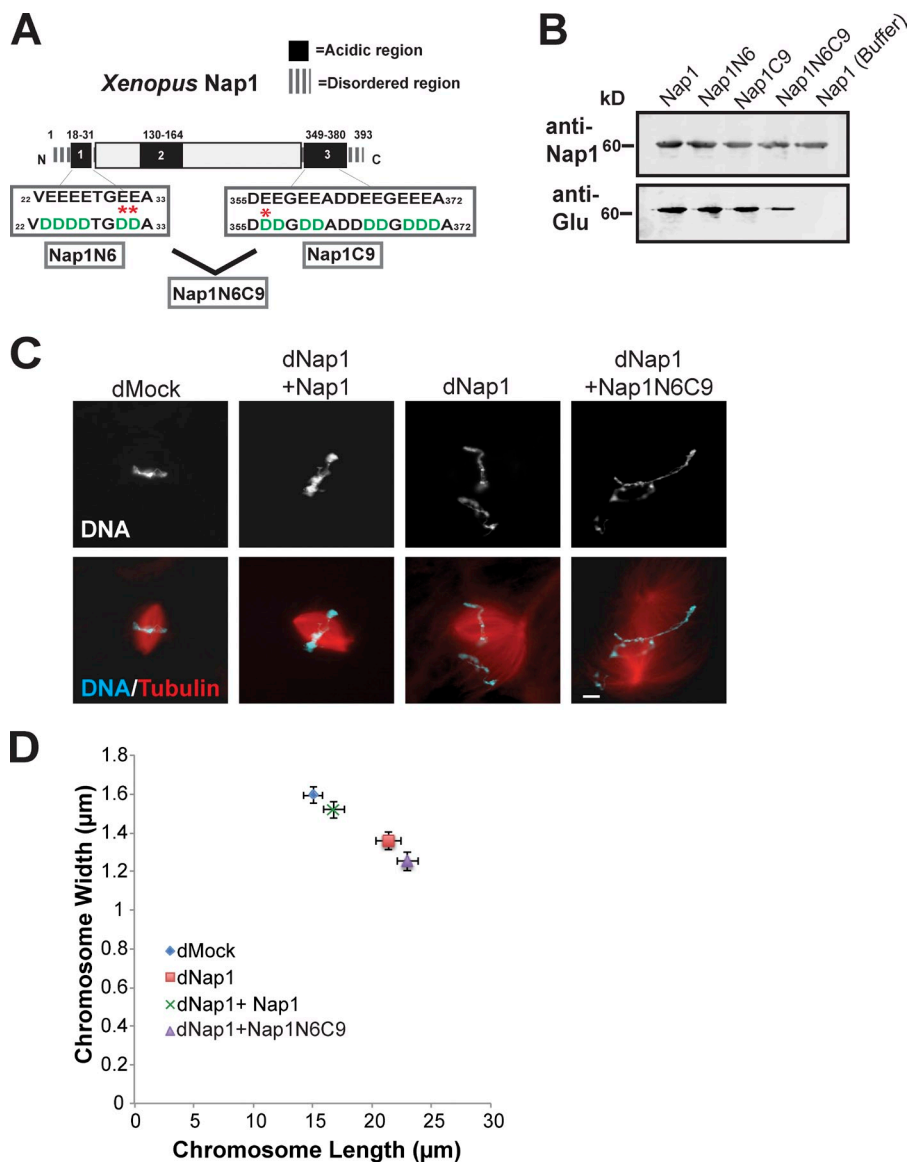 A
Xenopus Nap1
=Acidic region
=Disordered region
1 18-31 130-164 349-380 393
N 1 2 3 C
22 VEEEETGEEA 33
**
22 VDDDDTGDDA 33
Nap1N6
355 DEEGEEADDEEGEEEA 372
*
355 DDDGDDADDDDGDDDA 372
Nap1C9
Nap1N6C9
B
kD
Nap1
Nap1N6
Nap1C9
Nap1N6C9
Nap1 (Buffer)
anti-
Nap1
60
anti-
Glu
60
C
dMock
dNap1
+Nap1
dNap1
dNap1
+Nap1N6C9
DNA
DNA/Tubulin
D
Chromosome Width (µm)
1.8
1.6
1.4
1.2
1
0.8
0.6
0.4
0.2
0
dMock
dNap1
dNap1+ Nap1
dNap1+Nap1N6C9
0 5 10 15 20 25 30
Chromosome Length (µm)